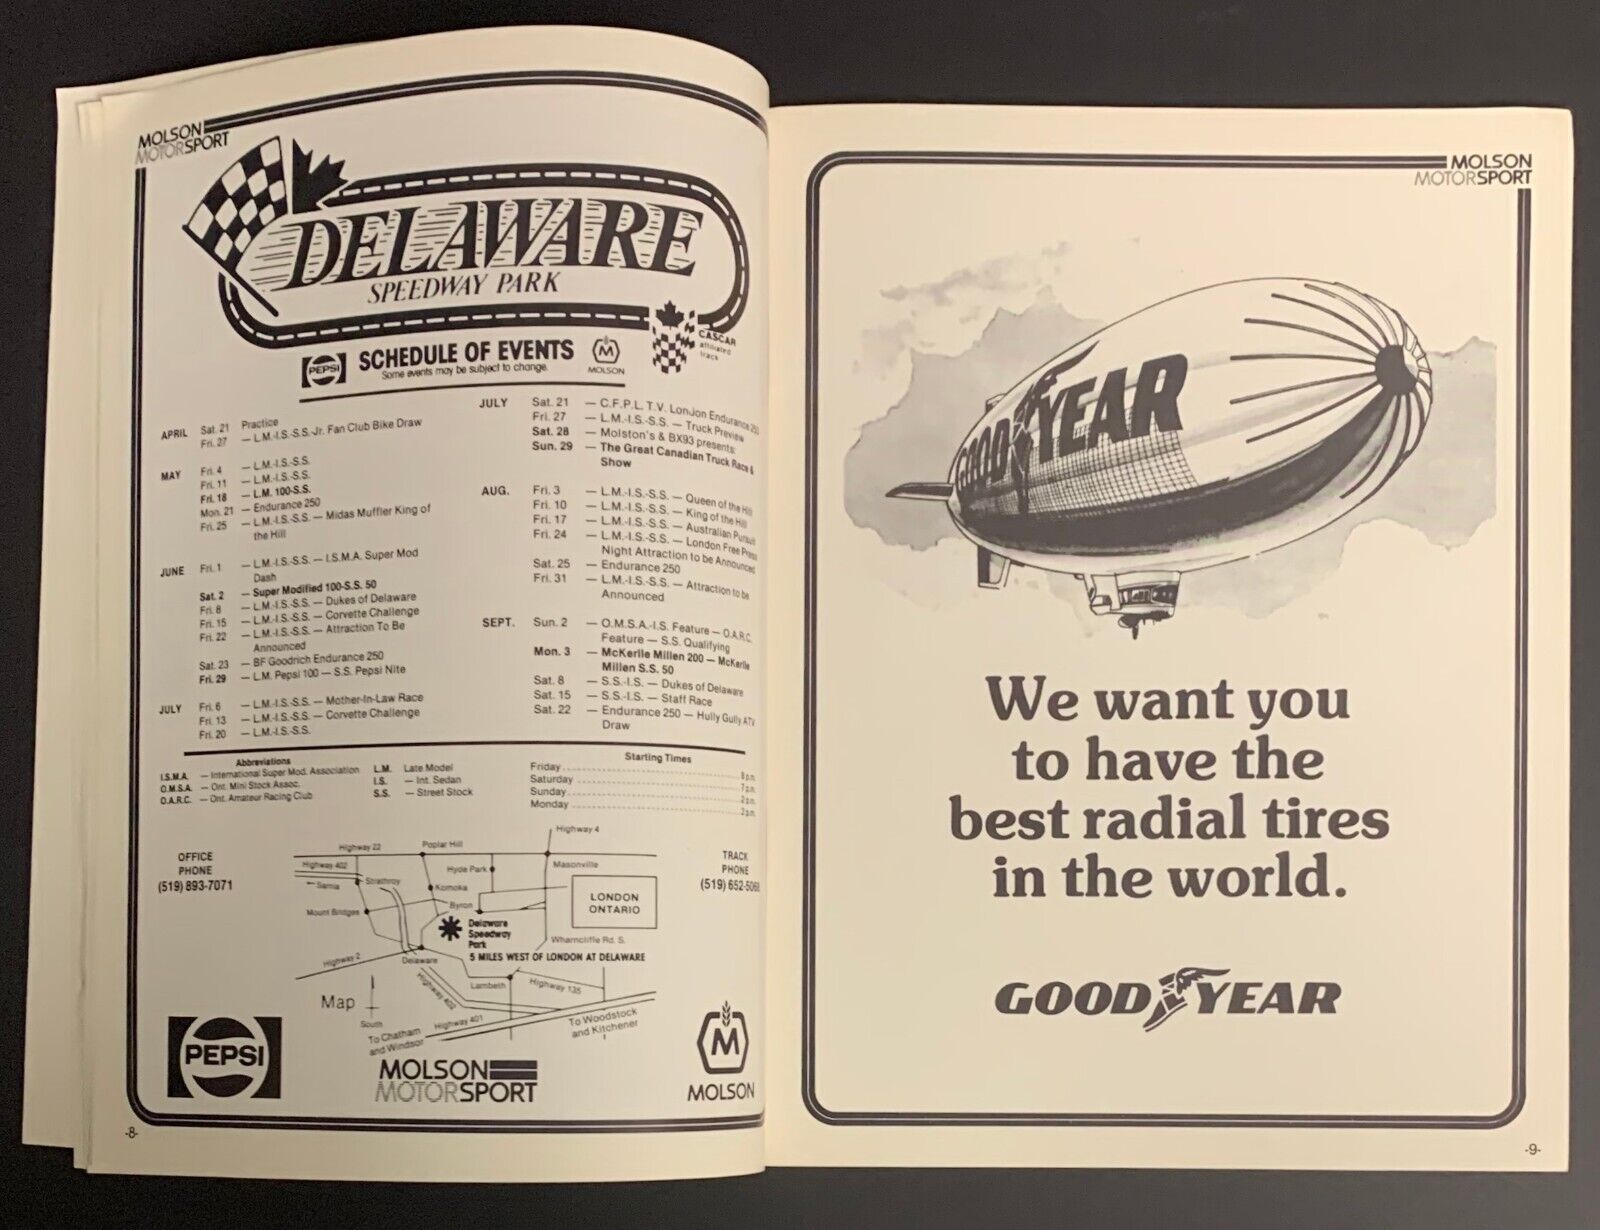 MOLSON
MOTORSPORT
DELAWARE
SPEEDWAY PARK
CASCAR
affiliated
track
PEPSI
SCHEDULE OF EVENTS
Some events may be subject to change.
M
MOLSON
APRIL Sat. 21 Practice
Fri. 27 — L.M.-I.S.-S.S.-Jr. Fan Club Bike Draw
MAY Fri. 4 — L.M.-I.S.-S.S.
Fri. 11 — L.M.-I.S.-S.S.
Fri. 18 — L.M. 100-S.S.
Mon. 21 — Endurance 250
Fri. 25 — L.M.-I.S.-S.S. — Midas Muffler King of
the Hill
JUNE Fri. 1 — L.M.-I.S.-S.S. — I.S.M.A. Super Mod
Dash
Sat. 2 — Super Modified 100-S.S. 50
Fri. 8 — L.M.-I.S.-S.S. — Dukes of Delaware
Fri. 15 — L.M.-I.S.-S.S. — Corvette Challenge
Fri. 22 — L.M.-I.S.-S.S. — Attraction To Be
Announced
Sat. 23 — BF Goodrich Endurance 250
Fri. 29 — L.M. Pepsi 100 — S.S. Pepsi Nite
JULY Fri. 6 — L.M.-I.S.-S.S. — Mother-In-Law Race
Fri. 13 — L.M.-I.S.-S.S. — Corvette Challenge
Fri. 20 — L.M.-I.S.-S.S.
JULY Sat. 21 — C.F.P.L. T.V. London Endurance 250
Fri. 27 — L.M.-I.S.-S.S. — Truck Preview
Sat. 28 — Molston's & BX93 presents:
Sun. 29 — The Great Canadian Truck Race &
Show
AUG. Fri. 3 — L.M.-I.S.-S.S. — Queen of the Hill
Fri. 10 — L.M.-I.S.-S.S. — King of the Hill
Fri. 17 — L.M.-I.S.-S.S. — Australian Pursuit
Fri. 24 — L.M.-I.S.-S.S. — London Free Press
Night Attraction to be Announced
Sat. 25 — Endurance 250
Fri. 31 — L.M.-I.S.-S.S. — Attraction to be
Announced
SEPT. Sun. 2 — O.M.S.A.-I.S. Feature — O.A.R.C.
Feature — S.S. Qualifying
Mon. 3 — McKerlie Millen 200 — McKerlie
Millen S.S. 50
Sat. 8 — S.S.-I.S. — Dukes of Delaware
Sat. 15 — S.S.-I.S. — Staff Race
Sat. 22 — Endurance 250 — Hully Gully ATV
Draw
Abbreviations
I.S.M.A. — International Super Mod. Association
O.M.S.A. — Ont. Mini Stock Assoc.
O.A.R.C. — Ont. Amateur Racing Club
L.M. Late Model
I.S. — Int. Sedan
S.S. — Street Stock
Starting Times
Friday 8 p.m.
Saturday 7 p.m.
Sunday 2 p.m.
Monday 2 p.m.
OFFICE
PHONE
(519) 893-7071
TRACK
PHONE
(519) 652-5068
Highway 4
Highway 22
Poplar Hill
Highway 402
Hyde Park
Masonville
Sarnia
Strathroy
Komoka
LONDON
ONTARIO
Mount Bridges
Byron
Delaware
Speedway
Park
Wharncliffe Rd. S.
5 MILES WEST OF LONDON AT DELAWARE
Highway 2
Delaware
Lambeth
Highway 135
Highway 402
Map
South
Highway 401
To Chatham
and Windsor
To Woodstock
and Kitchener
PEPSI
MOLSON
MOTORSPORT
M
MOLSON
-8-
MOLSON
MOTORSPORT
GOOD YEAR
We want you
to have the
best radial tires
in the world.
GOOD YEAR
-9-